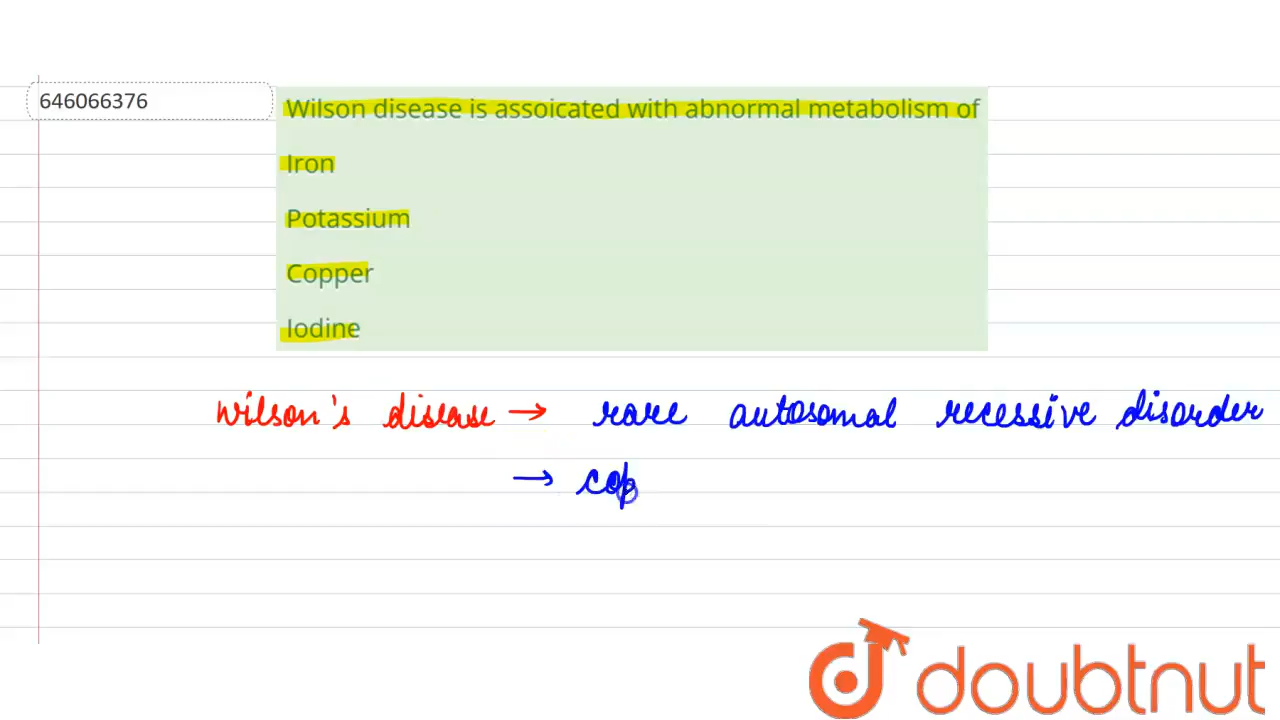 646066376
Wilson disease is assoicated with abnormal metabolism of
Iron
Potassium
Copper
Iodine
Wilson's disease → rare autosomal recessive disorder
→ cop
doubtnut